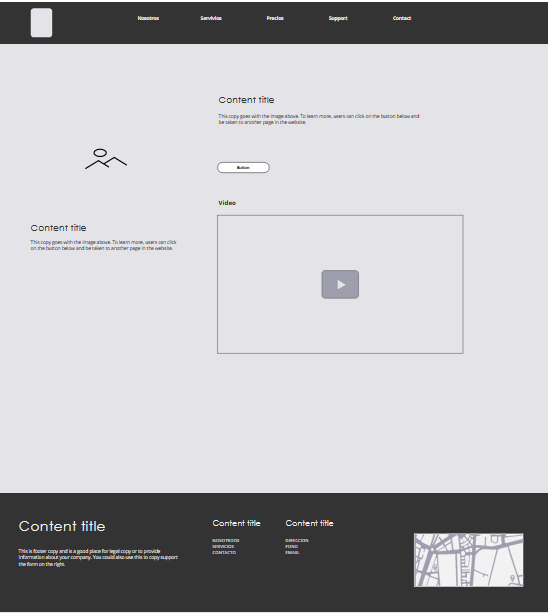 Nosotros Servivios Precios Support Contact
Content title
This copy goes with the image above. To learn more, users can click on the button below and
be taken to another page in the website.
Button
Video
Content title
This copy goes with the image above. To learn more, users can click
on the button below and be taken to another page in the website.
Content title
This is footer copy and is a good place for legal copy or to provide
information about your company. You could also use this to copy support
the form on the right.
Content title
NOSOTROOS
SERVICIOS
CONTACTO
Content title
DIRECCION
FONO
EMAIL